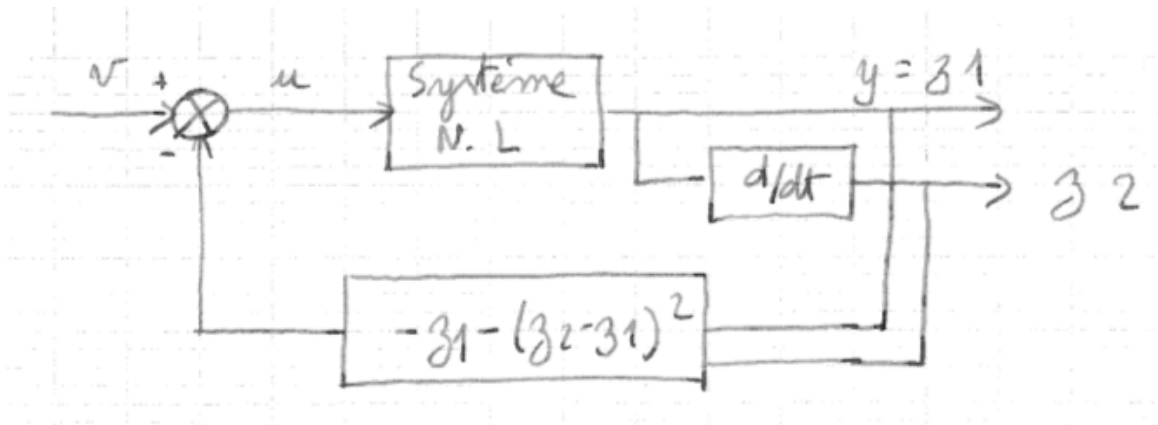 v + u Système y = z1
- N. L
d/dt z2
- z1 - (z2 - z1)²